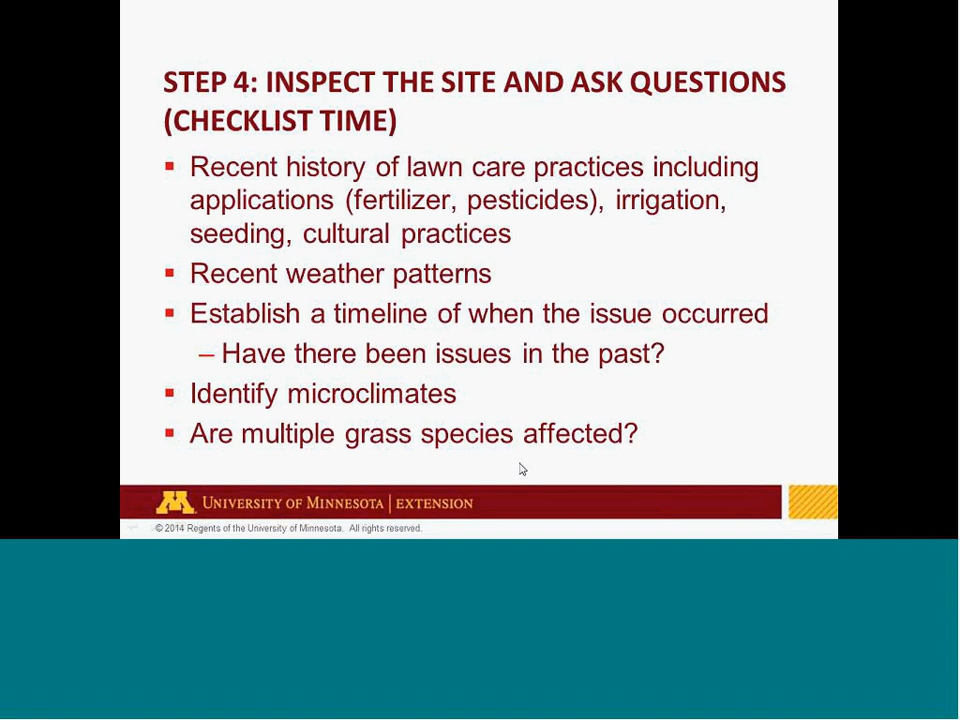 STEP 4: INSPECT THE SITE AND ASK QUESTIONS
(CHECKLIST TIME)
▪ Recent history of lawn care practices including
applications (fertilizer, pesticides), irrigation,
seeding, cultural practices
▪ Recent weather patterns
▪ Establish a timeline of when the issue occurred
– Have there been issues in the past?
▪ Identify microclimates
▪ Are multiple grass species affected?
M UNIVERSITY OF MINNESOTA | EXTENSION
© 2014 Regents of the University of Minnesota. All rights reserved.